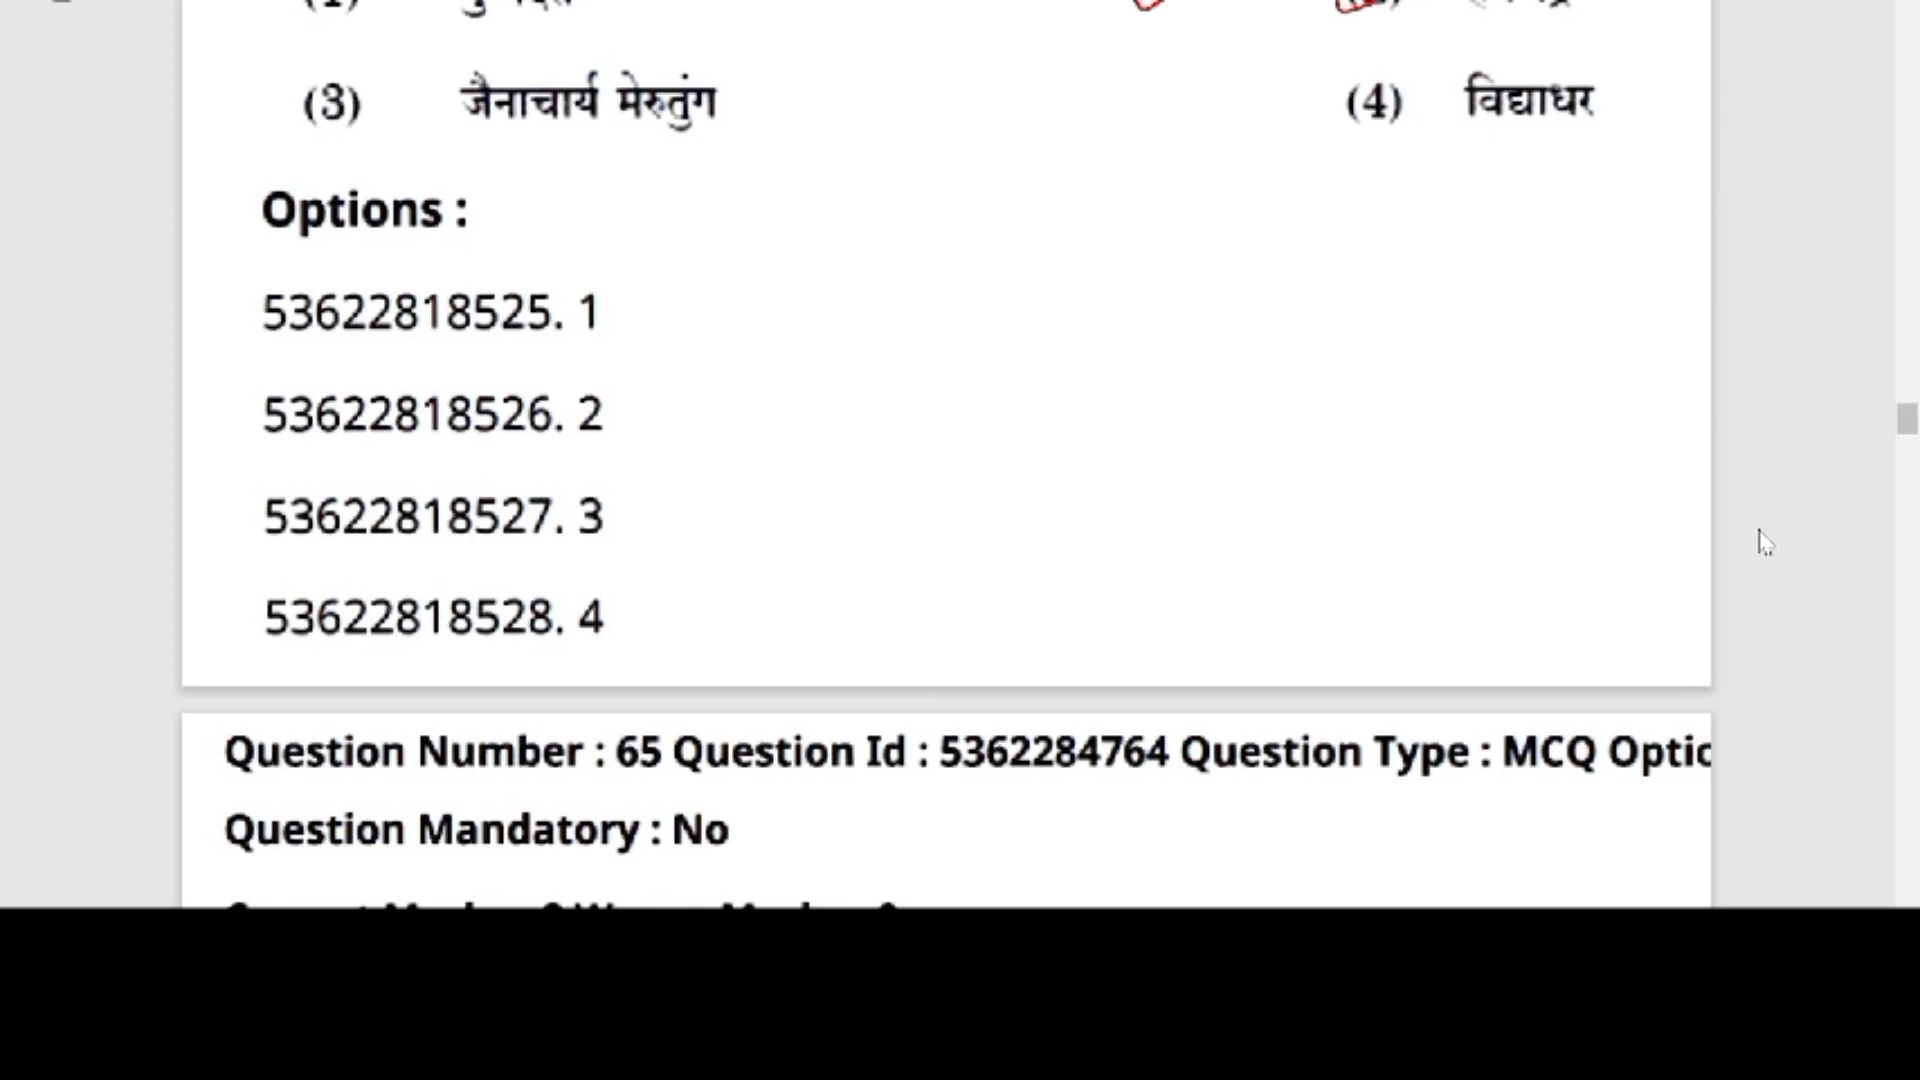 (3) जैनाचार्य मेरुतुंग (4) विद्याधर
Options :
53622818525. 1
53622818526. 2
53622818527. 3
53622818528. 4
Question Number : 65 Question Id : 5362284764 Question Type : MCQ Optic
Question Mandatory : No